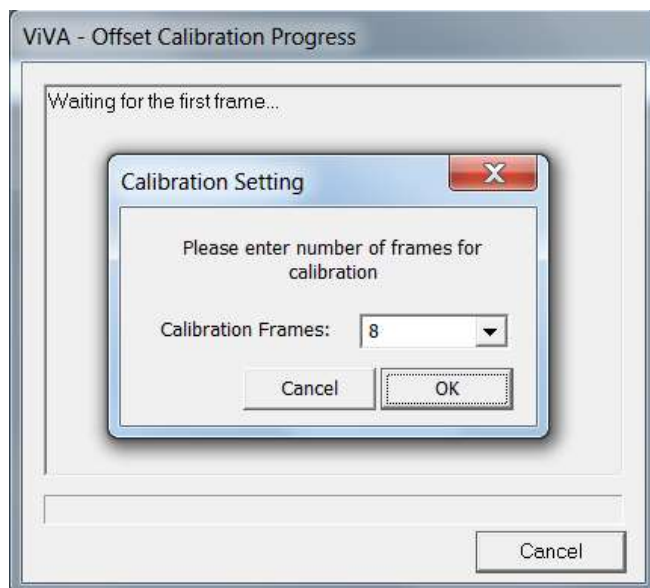 ViVA - Offset Calibration Progress
Waiting for the first frame...
Calibration Setting
X
Please enter number of frames for
calibration
Calibration Frames: 8
Cancel OK
Cancel